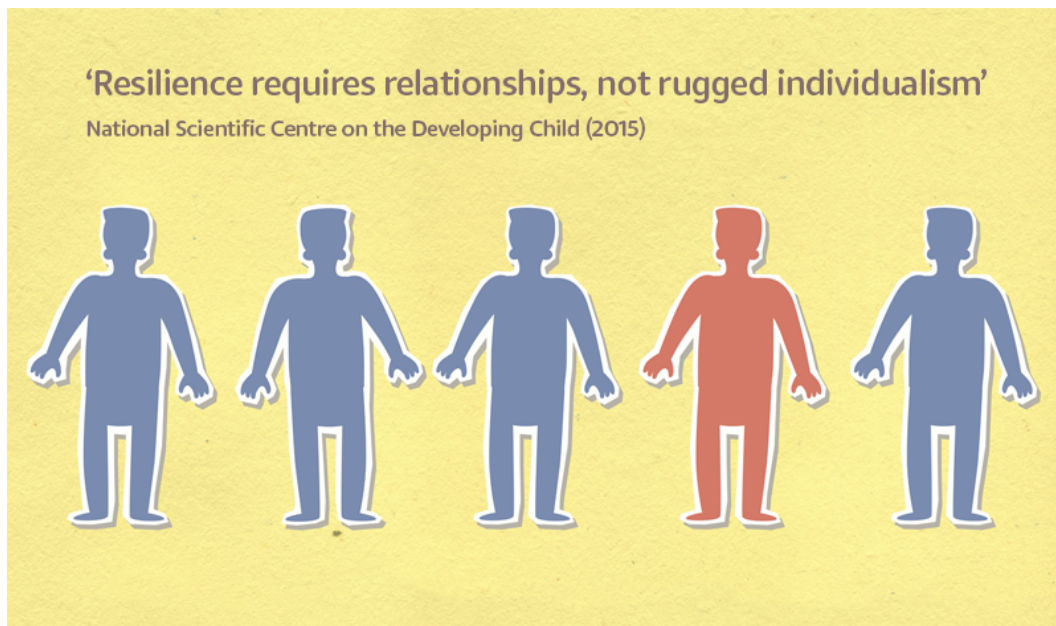 ‘Resilience requires relationships, not rugged individualism’
National Scientific Centre on the Developing Child (2015)